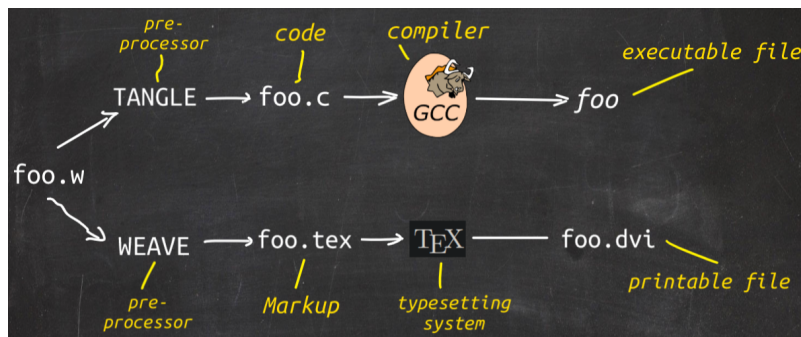 pre-
processor
code
compiler
executable file
TANGLE
foo.c
GCC
foo
foo.w
WEAVE
foo.tex
TEX
foo.dvi
pre-
processor
Markup
typesetting
system
printable file